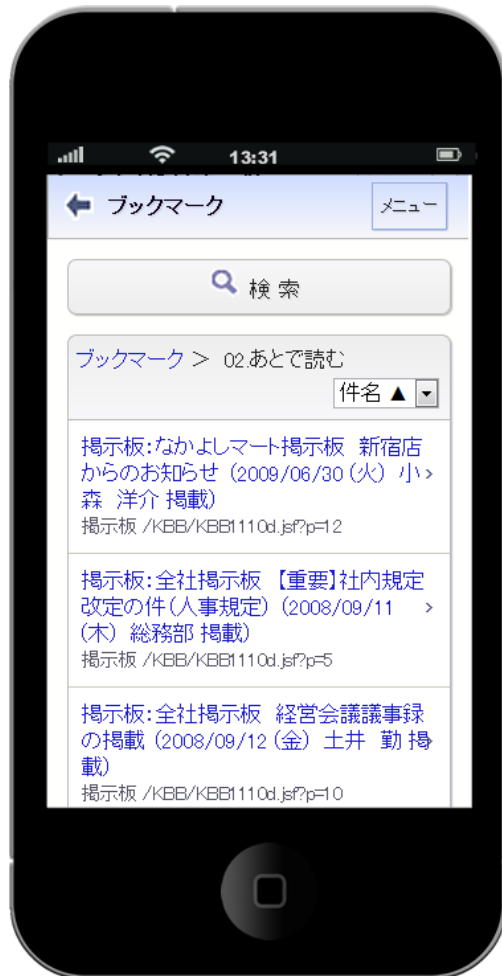 13:31
ブックマーク
メニュー
検索
ブックマーク > 02.あとで読む
件名 ▲
掲示板:なかよしマート掲示板 新宿店
からのお知らせ (2009/06/30 (火) 小
森 洋介 掲載)
掲示板 /KBB/KBB1110d.jsf?p=12
掲示板:全社掲示板 【重要】社内規定
改定の件(人事規定) (2008/09/11
(木) 総務部 掲載)
掲示板 /KBB/KBB1110d.jsf?p=5
掲示板:全社掲示板 経営会議議事録
の掲載 (2008/09/12 (金) 土井 勤 掲
載)
掲示板 /KBB/KBB1110d.jsf?p=10